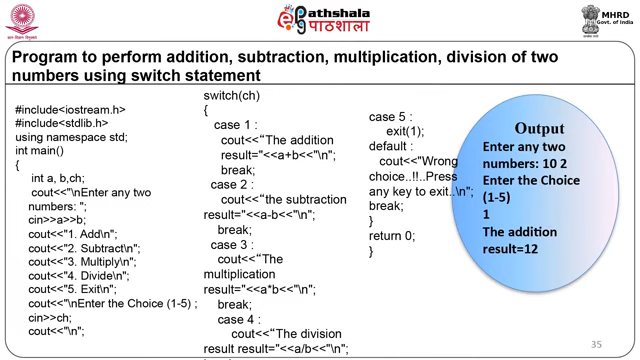 Pathshala
पाठशाला
MHRD
Govt. of India
Program to perform addition, subtraction, multiplication, division of two
numbers using switch statement
#include<iostream.h>
#include<stdlib.h>
using namespace std;
int main()
{
int a, b,ch;
cout<<"\nEnter any two
numbers: ";
cin>>a>>b;
cout<<"1. Add\n";
cout<<"2. Subtract\n";
cout<<"3. Multiply\n";
cout<<"4. Divide\n";
cout<<"5. Exit\n";
cout<<"\nEnter the Choice (1-5) ;
cin>>ch;
cout<<"\n";
switch(ch)
{
case 1 :
cout<<“The addition
result="<<a+b<<"\n";
break;
case 2 :
cout<<“the subtraction
result="<<a-b<<"\n";
break;
case 3 :
cout<<“The
multiplication
result="<<a*b<<"\n";
break;
case 4 :
cout<<“The division
result result="<<a/b<<"\n";
case 5 :
exit(1);
default :
cout<<"Wrong
choice..!!..Press
any key to exit..\n";
break;
}
return 0;
}
Output
Enter any two
numbers: 10 2
Enter the Choice
(1-5)
1
The addition
result=12
35